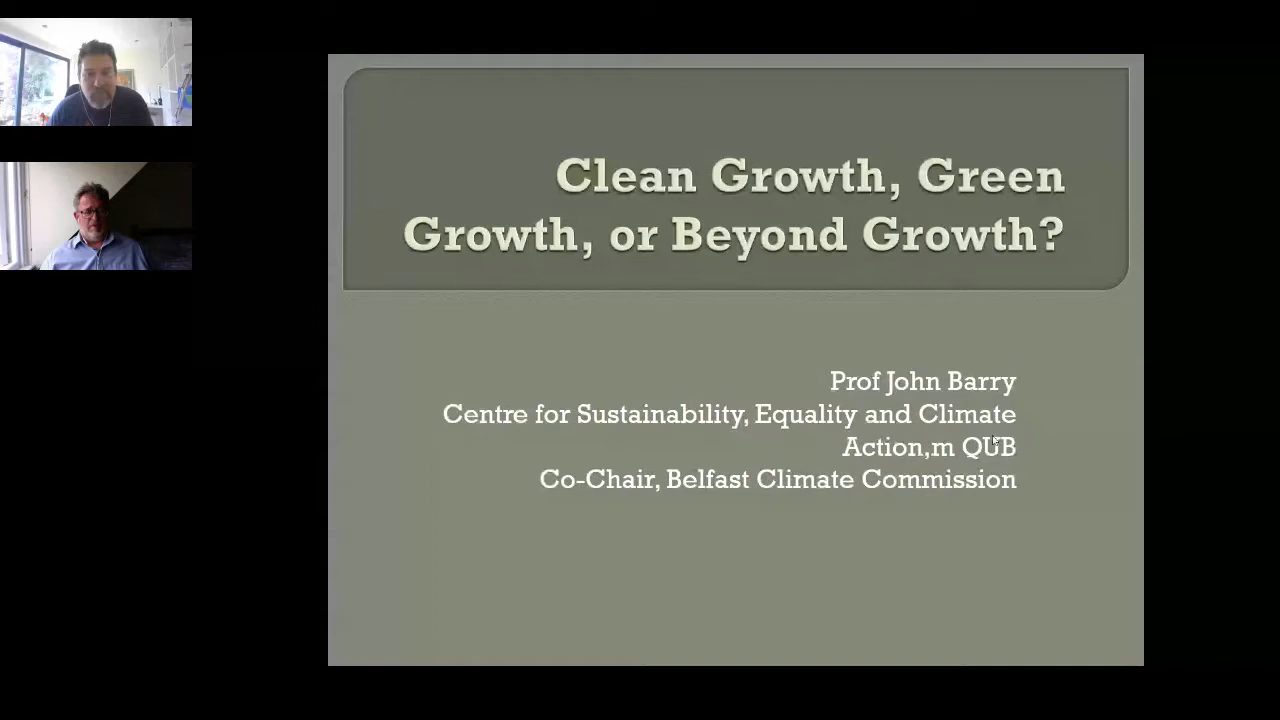 Clean Growth, Green
Growth, or Beyond Growth?
Prof John Barry
Centre for Sustainability, Equality and Climate
Action,m QUB
Co-Chair, Belfast Climate Commission